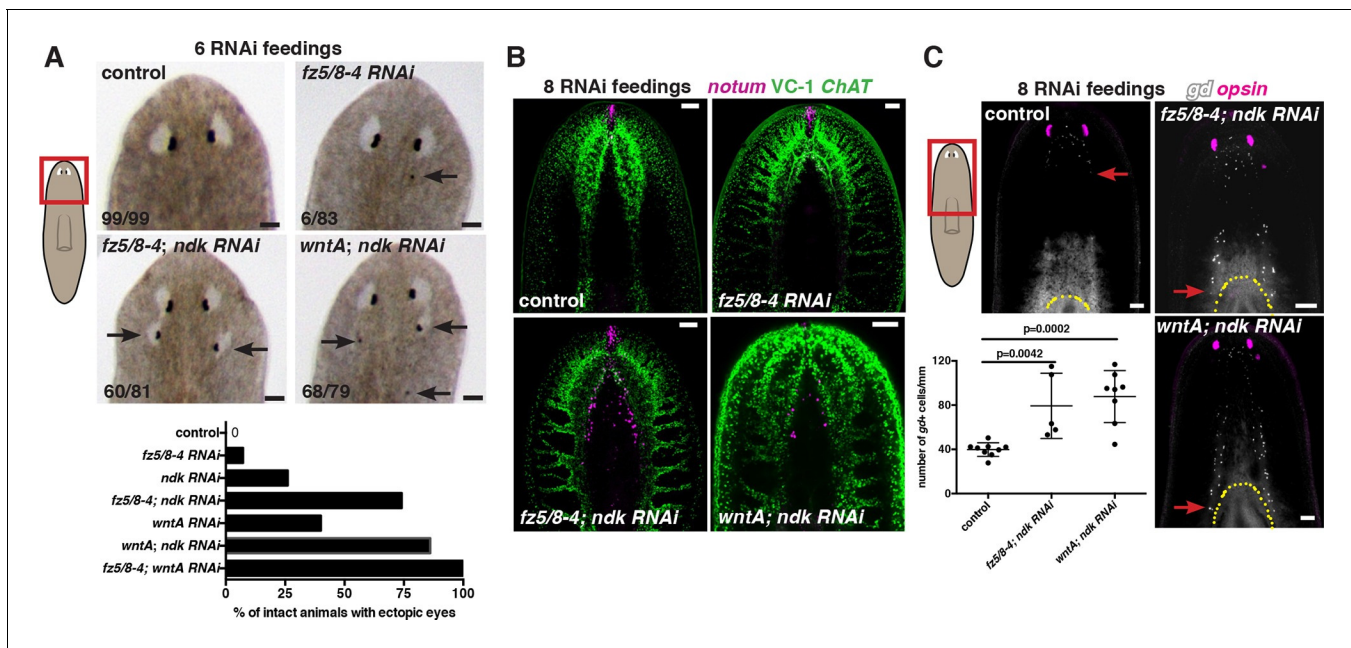 A
6 RNAi feedings
control
99/99
fz5/8-4 RNAi
6/83
fz5/8-4; ndk RNAi
60/81
wntA; ndk RNAi
68/79
control
0
fz5/8-4 RNAi
ndk RNAi
fz5/8-4; ndk RNAi
wntA RNAi
wntA; ndk RNAi
fz5/8-4; wntA RNAi
0 25 50 75 100
% of intact animals with ectopic eyes
B
8 RNAi feedings notum VC-1 ChAT
control
fz5/8-4 RNAi
fz5/8-4; ndk RNAi
wntA; ndk RNAi
C
8 RNAi feedings gd opsin
control
fz5/8-4; ndk RNAi
wntA; ndk RNAi
p=0.0002
p=0.0042
number of gd+ cells/mm
120
80
40
0
control
fz5/8-4; ndk RNAi
wntA; ndk RNAi